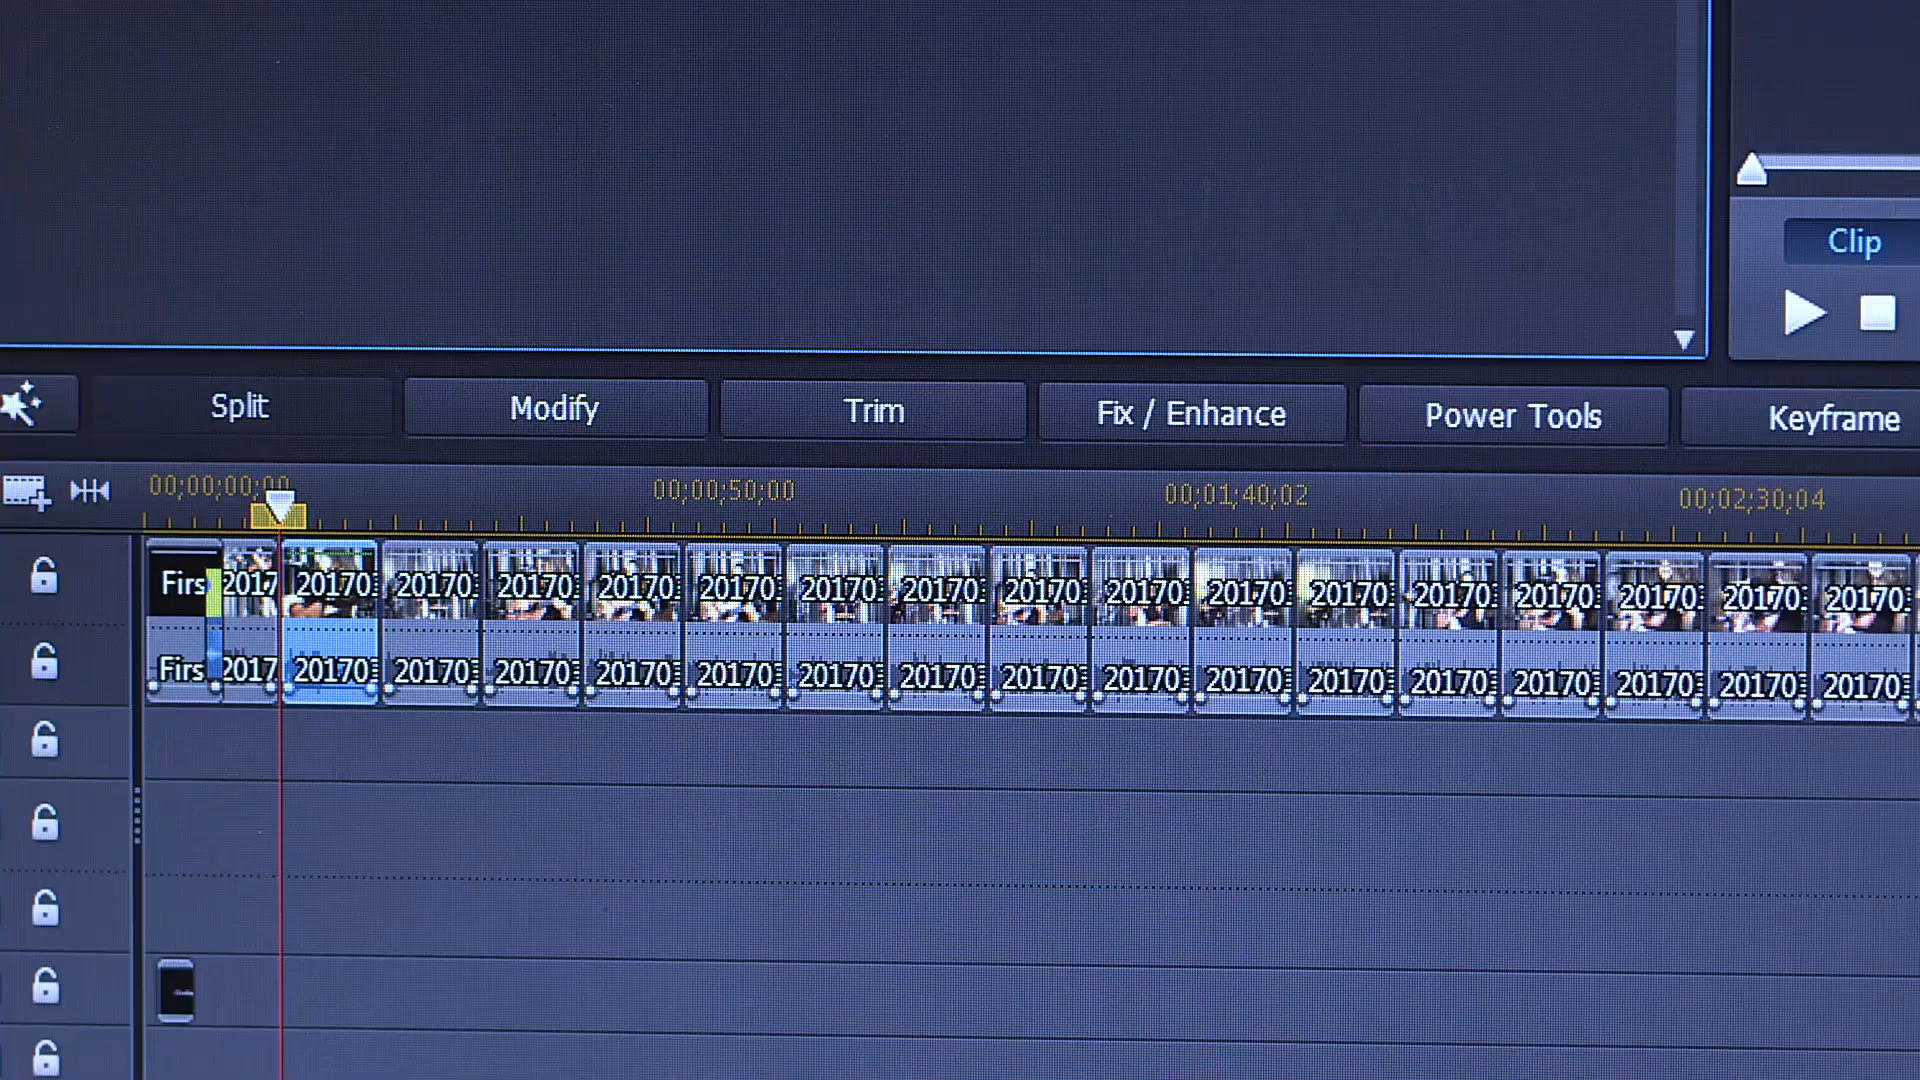 Clip
Split Modify Trim Fix / Enhance Power Tools Keyframe
00;00;00;00 00;00;50;00 00;01;40;02 00;02;30;04
Firs 2017 20170 20170 20170 20170 20170 20170 20170 20170 20170 20170 20170 20170 20170 20170 20170 20170
Firs 2017 20170 20170 20170 20170 20170 20170 20170 20170 20170 20170 20170 20170 20170 20170 20170 20170